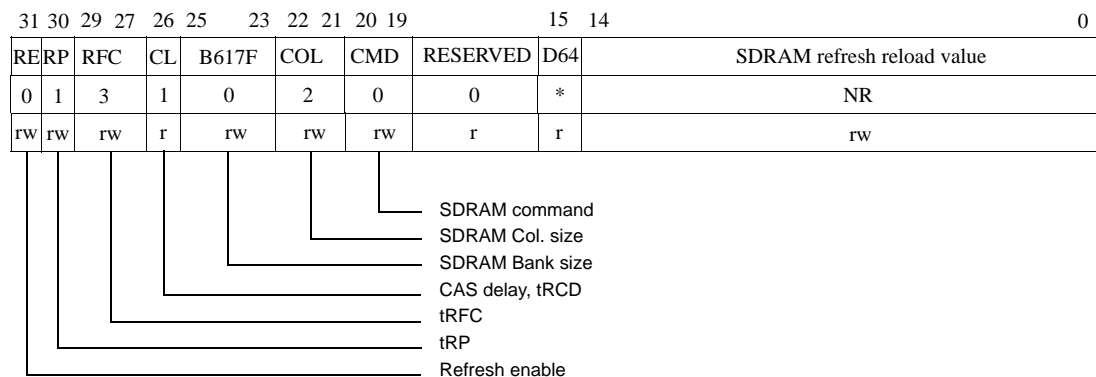 31 30 29 27 26 25 23 22 21 20 19 15 14 0
RE RP RFC CL B617F COL CMD RESERVED D64 SDRAM refresh reload value
0 1 3 1 0 2 0 0 * NR
rw rw rw r rw rw rw r r rw
SDRAM command
SDRAM Col. size
SDRAM Bank size
CAS delay, tRCD
tRFC
tRP
Refresh enable